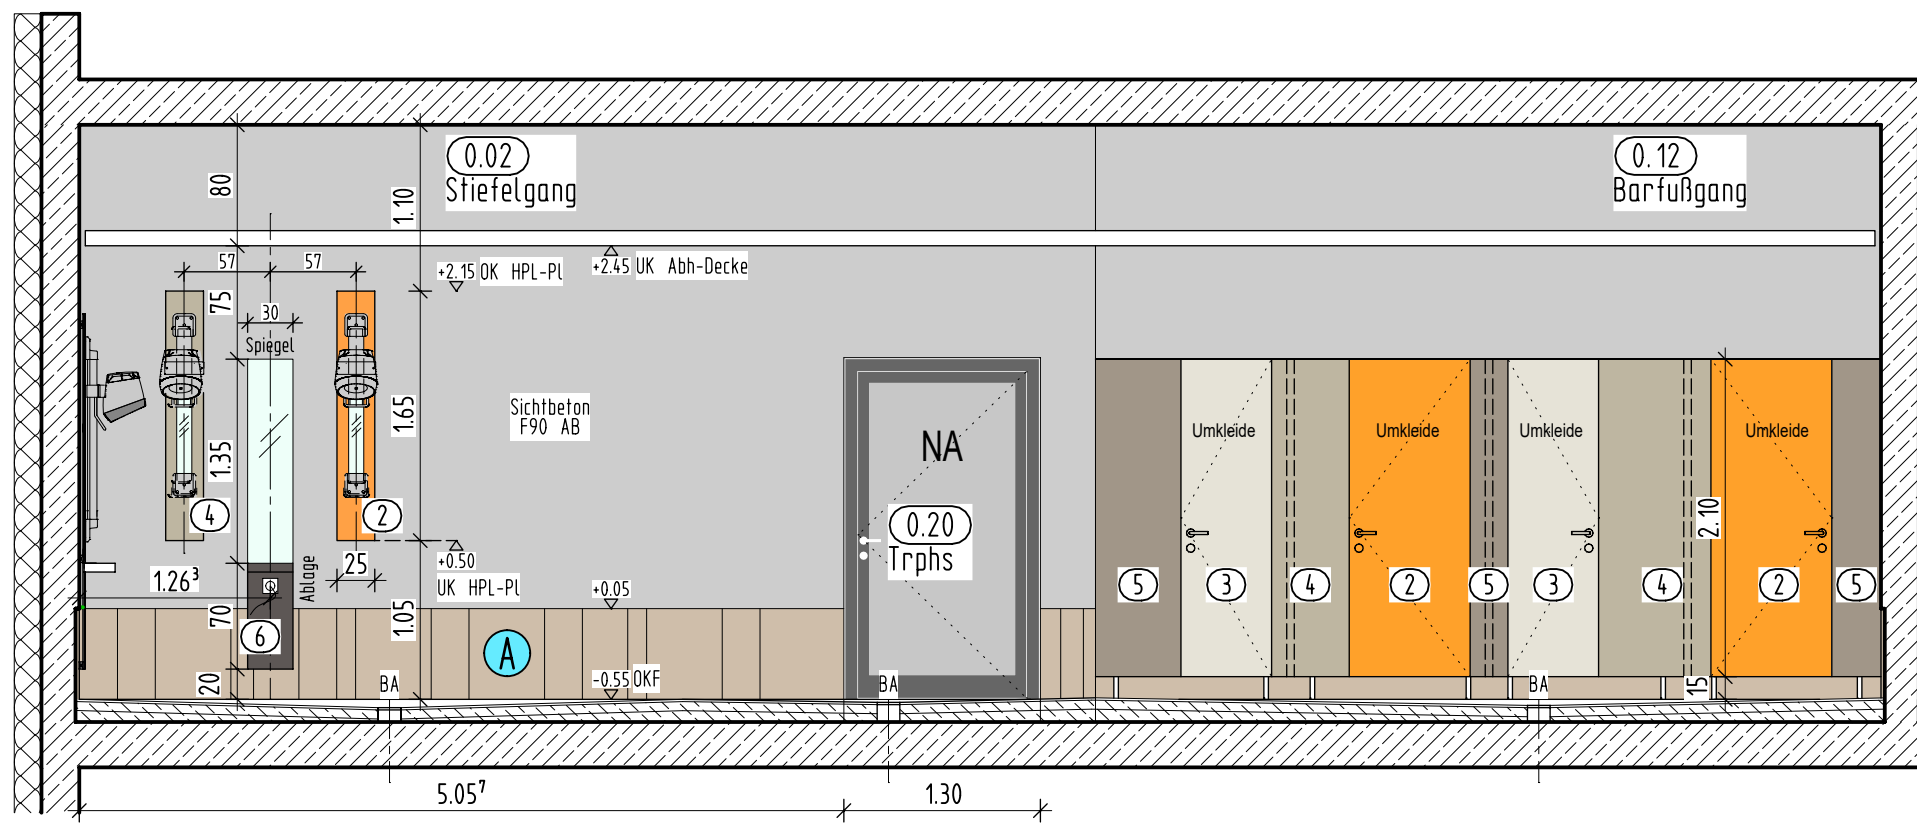 0.02
Stiefelgang
0.12
Barfußgang
80
1.10
57
57
+2.15 OK HPL-Pl
+2.45 UK Abh-Decke
75
30
Spiegel
1.35
1.65
Sichtbeton
F90 AB
NA
Umkleide
Umkleide
Umkleide
Umkleide
4
2
0.20
Trphs
2.10
+0.50
UK HPL-Pl
25
Ablage
1.26³
+0.05
1.05
70
6
A
5
3
4
2
5
3
4
2
5
20
-0.55 OKF
BA
BA
BA
15
5.05⁷
1.30